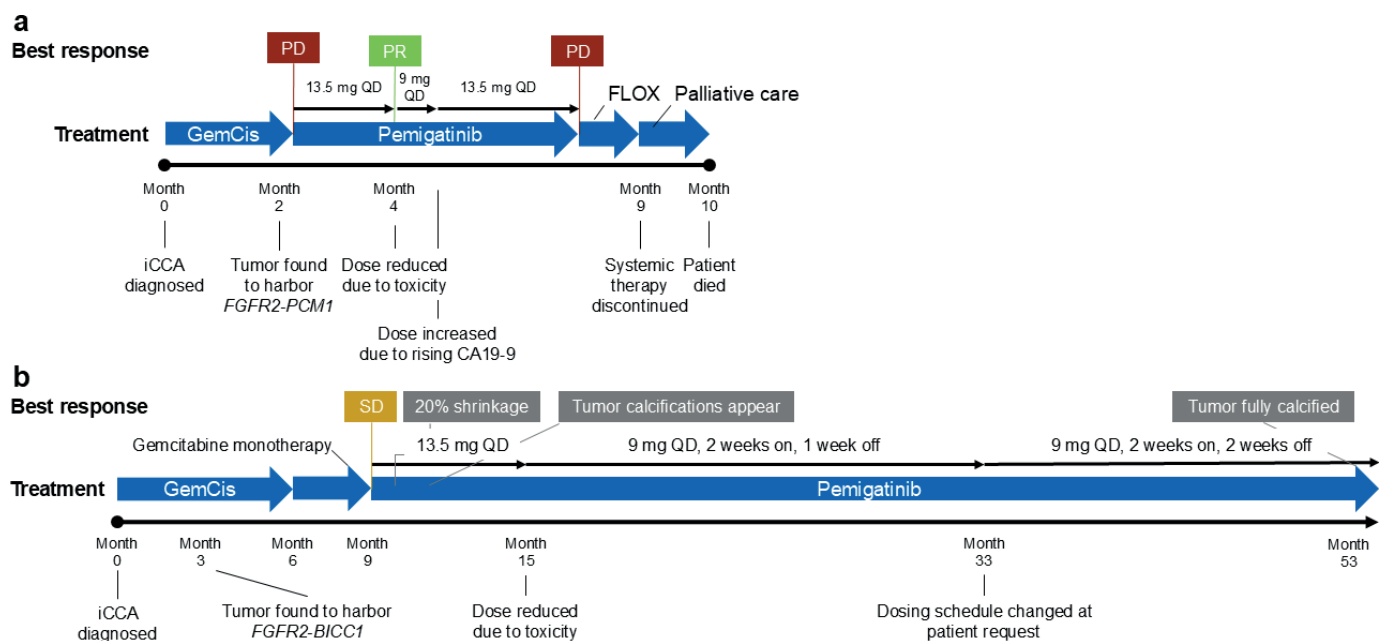 a
Best response
PD
PR
PD
13.5 mg QD
9 mg
QD
13.5 mg QD
FLOX
Palliative care
Treatment
GemCis
Pemigatinib
Month
0
Month
2
Month
4
Month
9
Month
10
iCCA
diagnosed
Tumor found
to harbor
FGFR2-PCM1
Dose reduced
due to toxicity
Systemic
therapy
discontinued
Patient
died
Dose increased
due to rising CA19-9
b
Best response
SD
20% shrinkage
Tumor calcifications appear
Tumor fully calcified
Gemcitabine monotherapy
13.5 mg QD
9 mg QD, 2 weeks on, 1 week off
9 mg QD, 2 weeks on, 2 weeks off
Treatment
GemCis
Pemigatinib
Month
0
Month
3
Month
6
Month
9
Month
15
Month
33
Month
53
iCCA
diagnosed
Tumor found to harbor
FGFR2-BICC1
Dose reduced
due to toxicity
Dosing schedule changed at
patient request